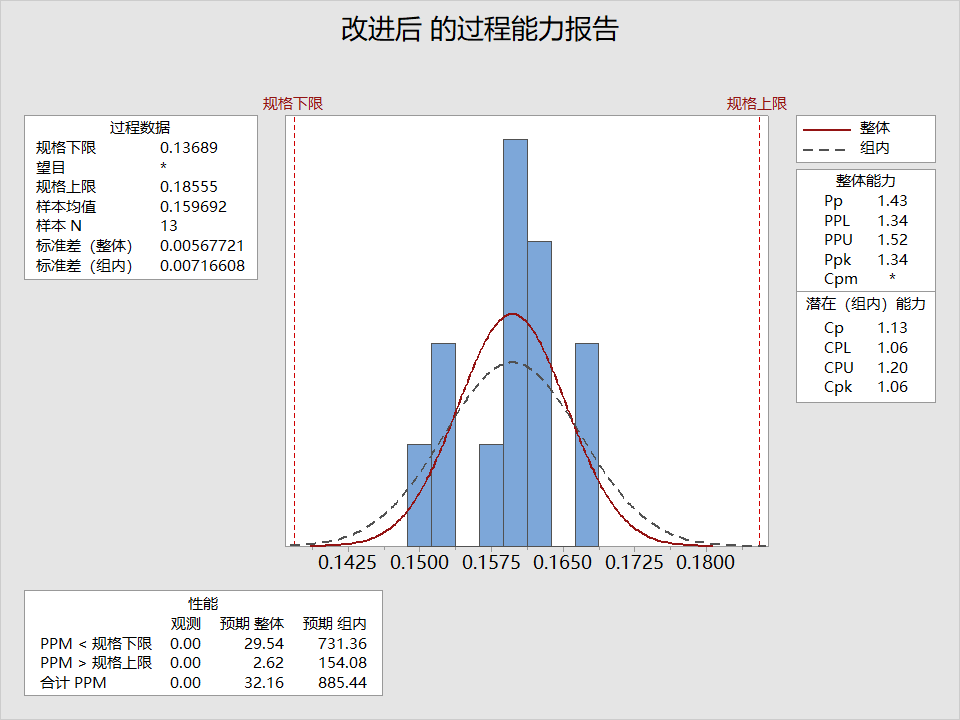 改进后 的过程能力报告
规格下限 规格上限
过程数据
规格下限 0.13689
望目 *
规格上限 0.18555
样本均值 0.159692
样本 N 13
标准差（整体） 0.00567721
标准差（组内） 0.00716608
整体
组内
整体能力
Pp 1.43
PPL 1.34
PPU 1.52
Ppk 1.34
Cpm *
潜在（组内）能力
Cp 1.13
CPL 1.06
CPU 1.20
Cpk 1.06
0.1425 0.1500 0.1575 0.1650 0.1725 0.1800
性能
观测 预期 整体 预期 组内
PPM < 规格下限 0.00 29.54 731.36
PPM > 规格上限 0.00 2.62 154.08
合计 PPM 0.00 32.16 885.44